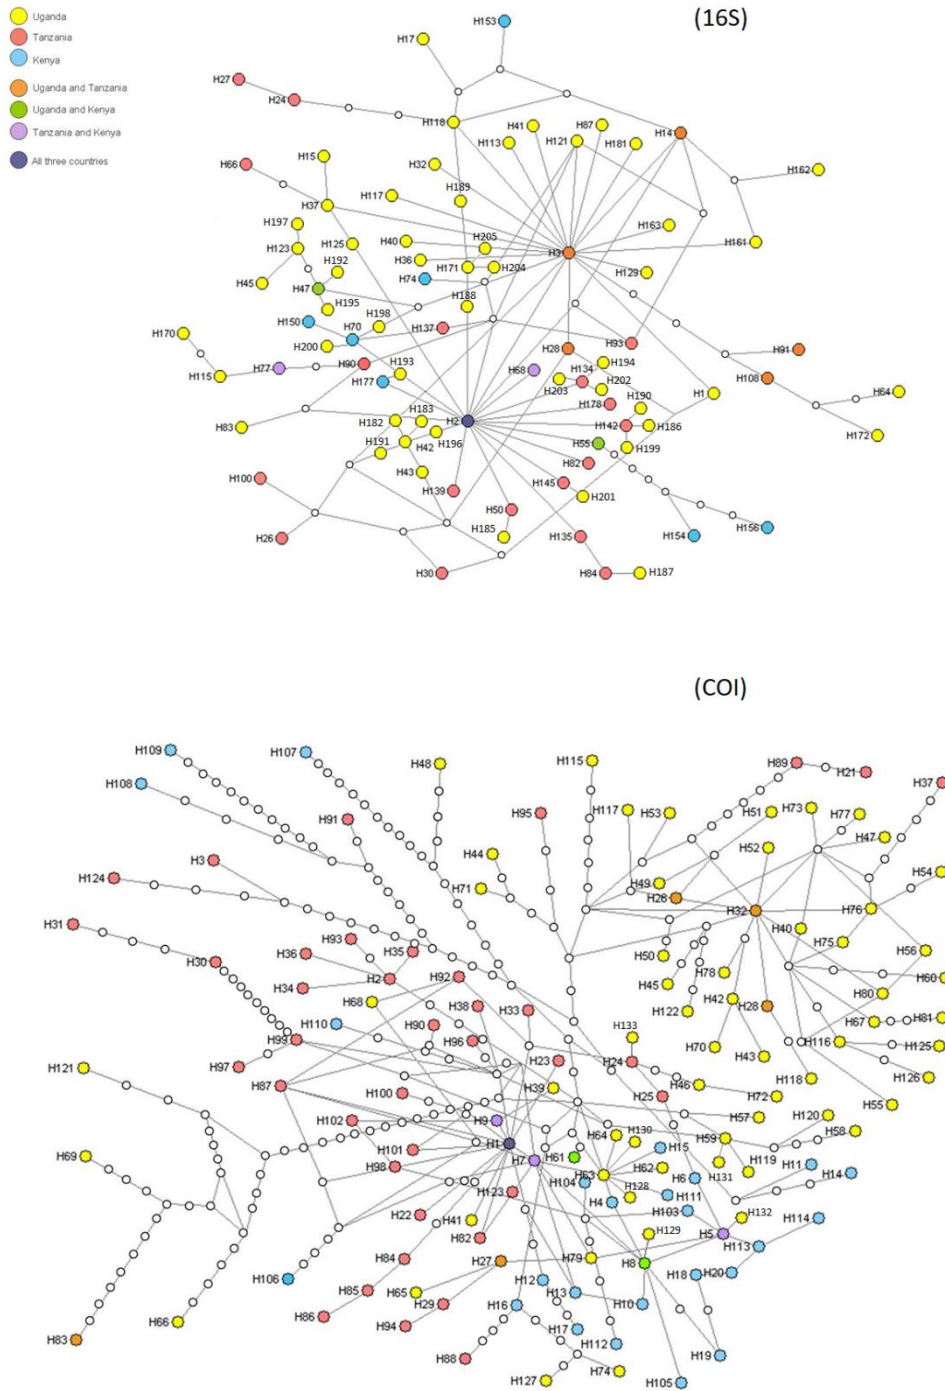 Uganda
Tanzania
Kenya
Uganda and Tanzania
Uganda and Kenya
Tanzania and Kenya
All three countries
(16S)
H153
H17
H27
H24
H118
H41
H87
H113
H121
H181
H14
H66
H15
H32
H162
H37
H117
H189
H197
H163
H123
H125
H40
H205
H161
H192
H36
H3
H45
H47
H74
H171
H204
H129
H195
H188
H150
H70
H198
H170
H200
H137
H93
H28
H91
H115
H77
H90
H193
H68
H134
H194
H108
H177
H203
H202
H1
H64
H83
H182
H183
H178
H190
H2
H142
H186
H172
H191
H42
H196
H55
H199
H100
H43
H82
H139
H145
H201
H50
H26
H185
H135
H154
H156
H30
H84
H187
(COI)
H109
H107
H108
H48
H115
H89
H21
H37
H91
H95
H117
H53
H51
H73
H77
H3
H44
H52
H47
H124
H71
H49
H26
H54
H31
H32
H76
H93
H35
H40
H36
H50
H75
H56
H30
H2
H92
H45
H78
H60
H34
H80
H68
H38
H33
H122
H42
H28
H67
H81
H110
H90
H133
H99
H96
H70
H43
H116
H125
H97
H23
H24
H121
H126
H87
H39
H46
H118
H100
H25
H72
H55
H102
H9
H57
H120
H101
H1
H64
H130
H59
H58
H69
H98
H7
H61
H15
H63
H62
H131
H119
H11
H104
H6
H14
H123
H128
H111
H4
H103
H22
H41
H132
H114
H82
H129
H5
H113
H84
H27
H79
H8
H106
H12
H18
H20
H85
H65
H13
H86
H29
H16
H10
H66
H94
H17
H83
H112
H88
H19
H127
H74
H105